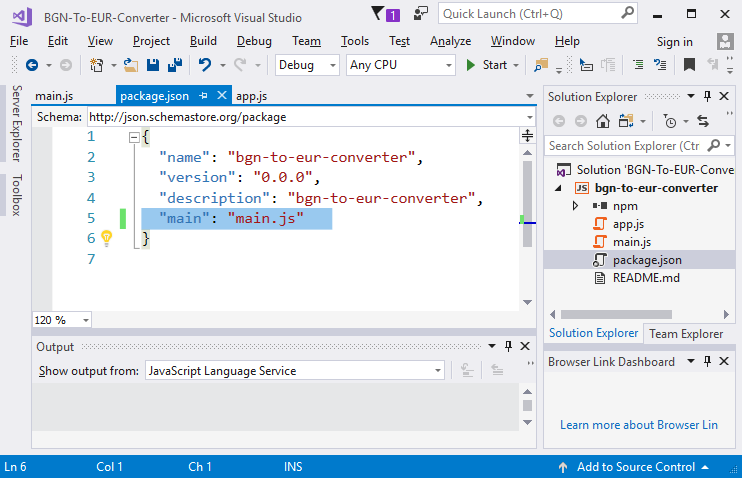 BGN-To-EUR-Converter - Microsoft Visual Studio
1
Quick Launch (Ctrl+Q)
File Edit View Project Build Debug Team Tools Test Analyze Window Help Sign in
Debug Any CPU Start
Server Explorer
Toolbox
main.js package.json app.js
Schema: http://json.schemastore.org/package
1 {
2 "name": "bgn-to-eur-converter",
3 "version": "0.0.0",
4 "description": "bgn-to-eur-converter",
5 "main": "main.js"
6 }
7
120 %
Output
Show output from: JavaScript Language Service
Solution Explorer
Search Solution Explorer (Ctr
Solution 'BGN-To-EUR-Conve
JS bgn-to-eur-converter
npm
app.js
main.js
package.json
README.md
Solution Explorer Team Explorer
Browser Link Dashboard
Learn more about Browser Lin
Ln 6 Col 1 Ch 1 INS Add to Source Control